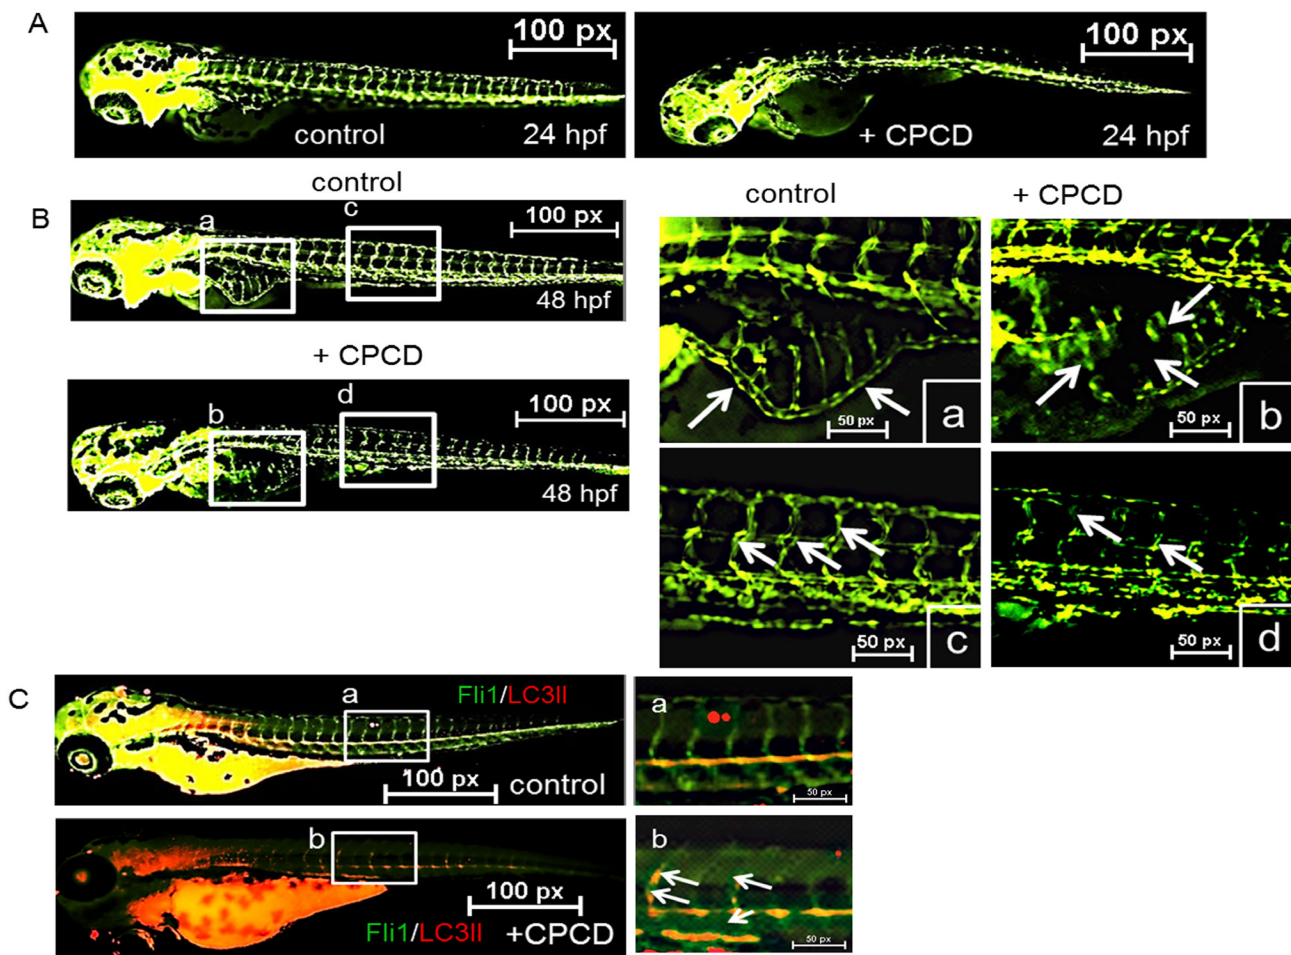 A
100 px
control
24 hpf
100 px
+ CPCD
24 hpf
control
B
a
c
100 px
48 hpf
+ CPCD
b
d
100 px
48 hpf
control
+ CPCD
50 px
a
50 px
b
50 px
c
50 px
d
C
a
Fli1/LC3II
100 px
control
a
50 px
b
100 px
Fli1/LC3II
+CPCD
b
50 px